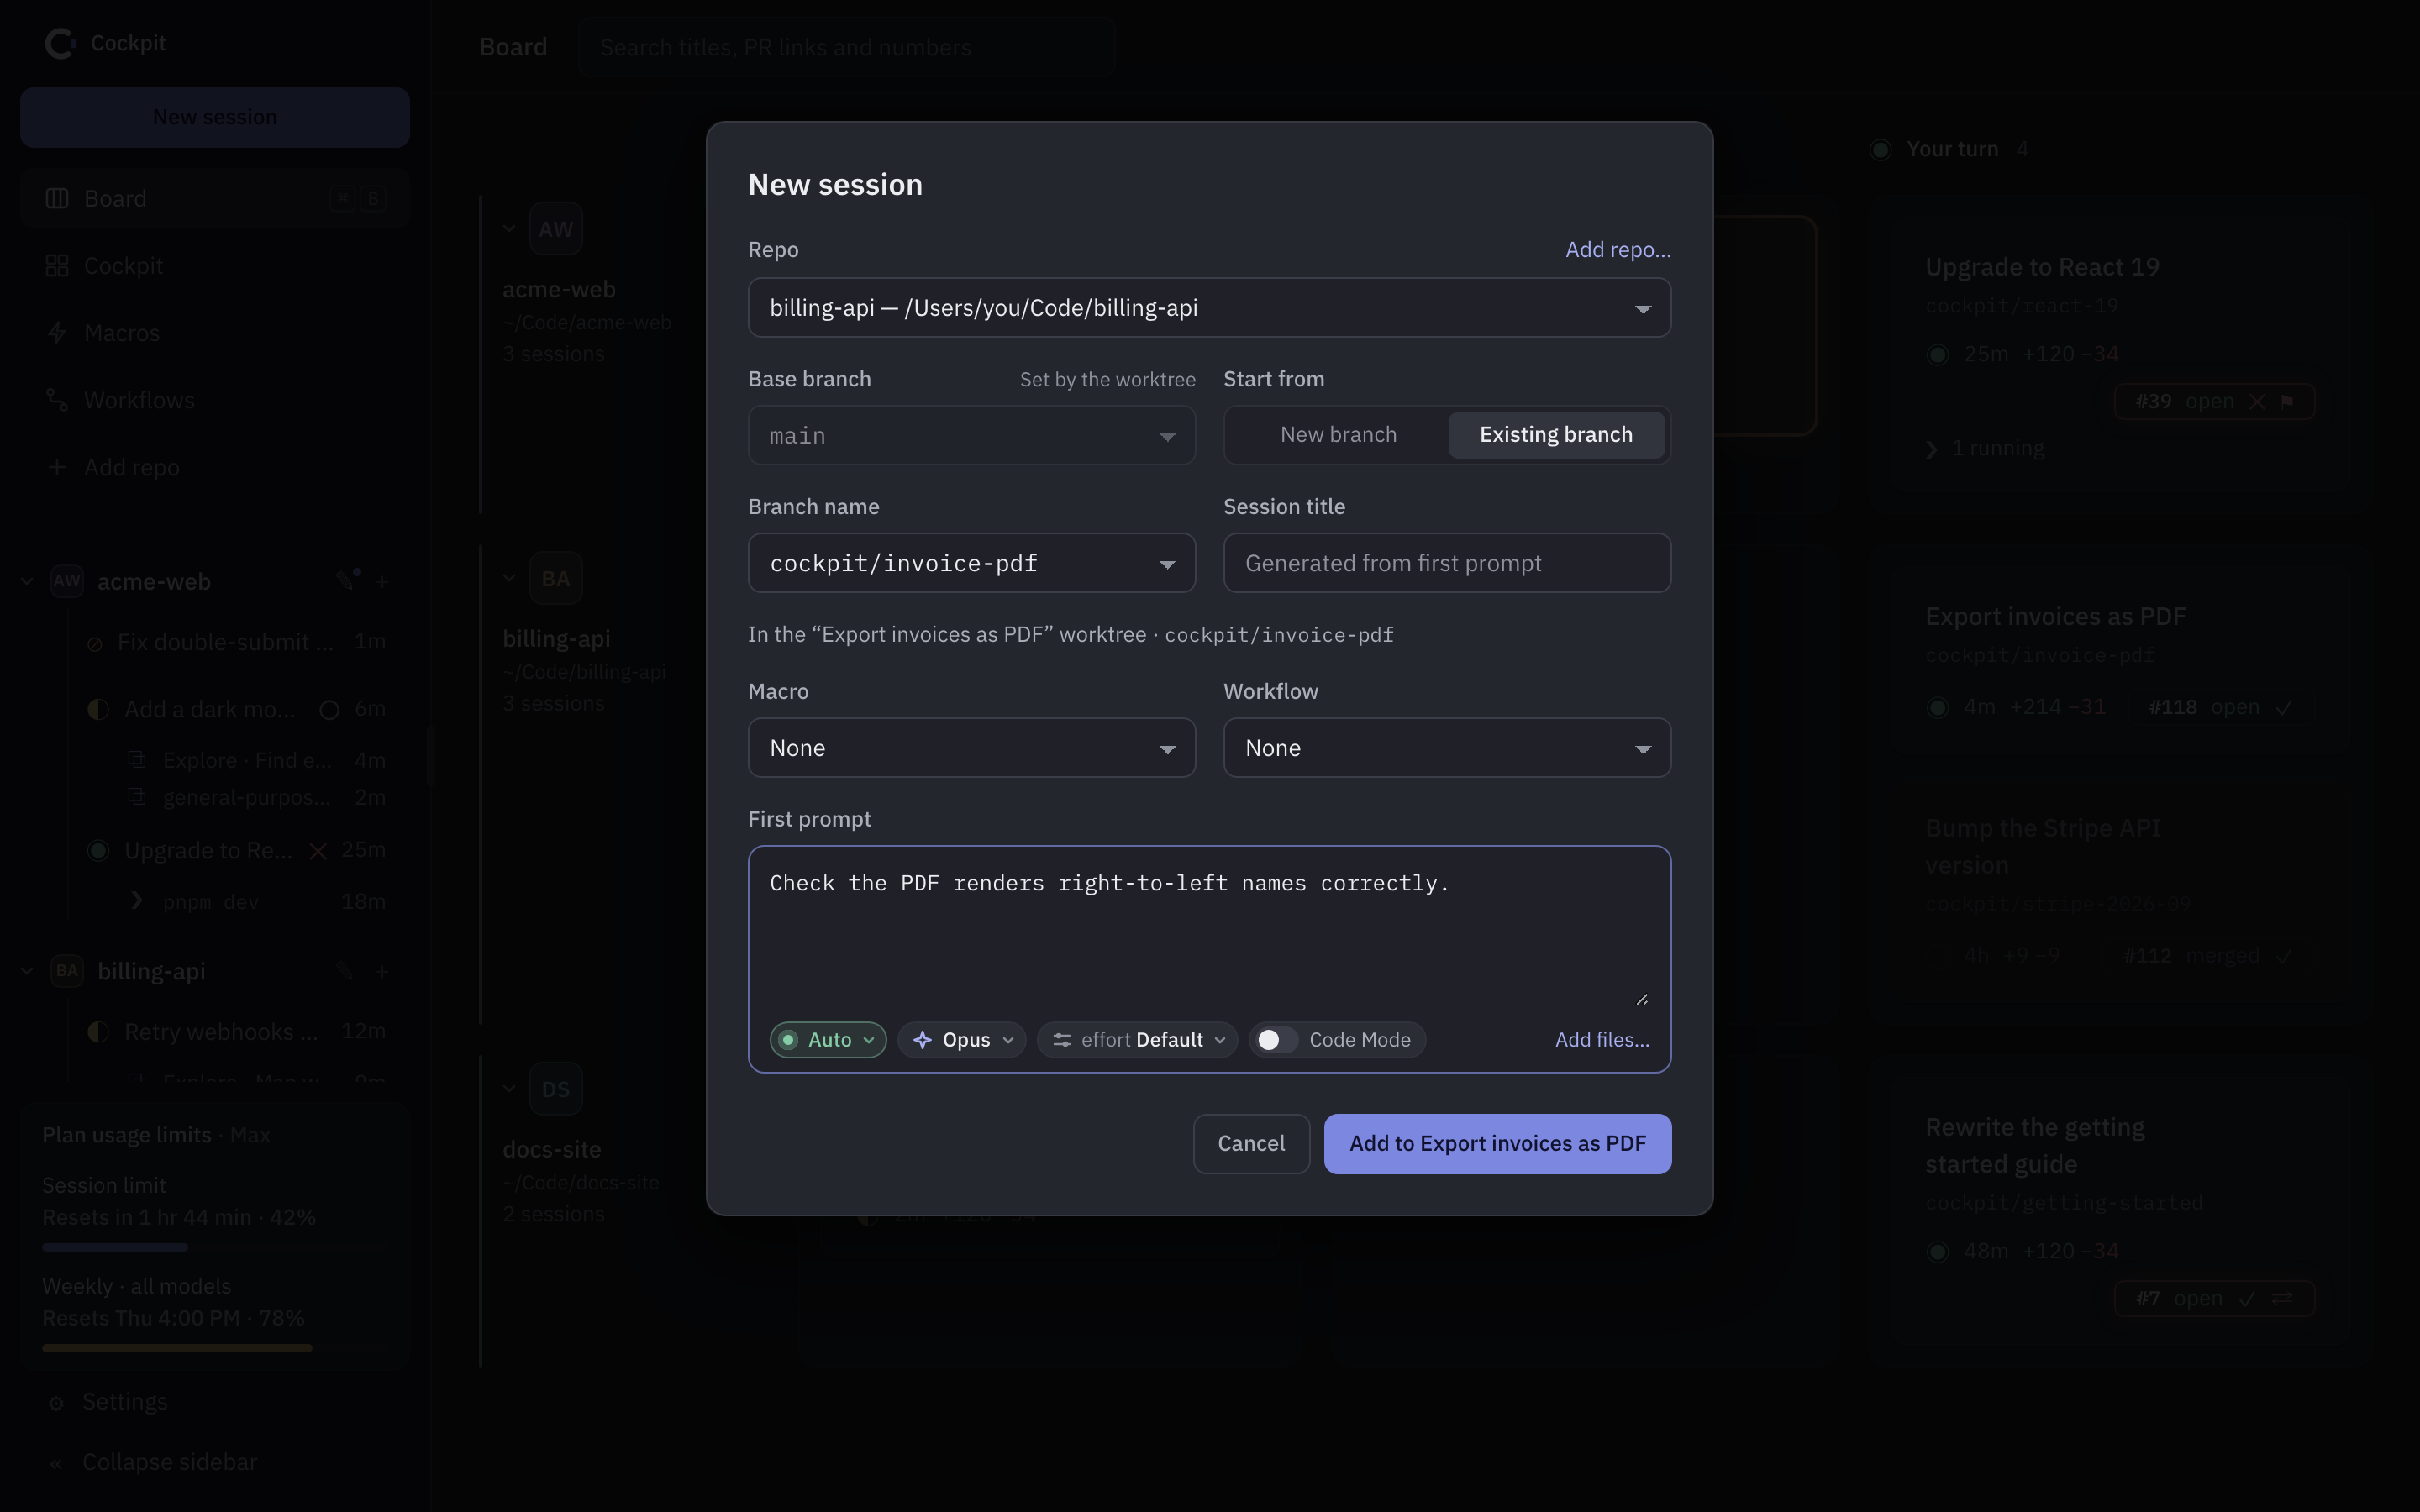 Cockpit
New session
Board
⌘ B
Cockpit
Macros
Workflows
Add repo
AW acme-web
Fix double-submit ... 1m
Add a dark mo... 6m
Explore · Find e... 4m
general-purpos... 2m
Upgrade to Re... 25m
pnpm dev 18m
BA billing-api
Retry webhooks ... 12m
Plan usage limits · Max
Session limit
Resets in 1 hr 44 min · 42%
Weekly · all models
Resets Thu 4:00 PM · 78%
Settings
Collapse sidebar
Board
Search titles, PR links and numbers
AW
acme-web
~/Code/acme-web
3 sessions
BA
billing-api
~/Code/billing-api
3 sessions
DS
docs-site
~/Code/docs-site
2 sessions
New session
Repo
Add repo...
billing-api — /Users/you/Code/billing-api
Base branch
Set by the worktree
Start from
main
New branch
Existing branch
Branch name
Session title
cockpit/invoice-pdf
Generated from first prompt
In the “Export invoices as PDF” worktree · cockpit/invoice-pdf
Macro
Workflow
None
None
First prompt
Check the PDF renders right-to-left names correctly.
Auto
Opus
effort Default
Code Mode
Add files...
Cancel
Add to Export invoices as PDF
Your turn 4
Upgrade to React 19
cockpit/react-19
25m +120 −34
#39 open
1 running
Export invoices as PDF
cockpit/invoice-pdf
4m +214 −31 #118 open
Bump the Stripe API
version
cockpit/stripe-2026-09
4h +9 −9 #112 merged
Rewrite the getting
started guide
cockpit/getting-started
48m +120 −34
#7 open